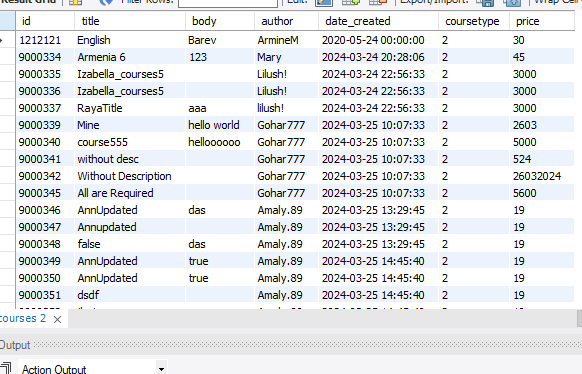 Result Grid Filter Rows: Edit: Export/Import: Wrap Cell
id title body author date_created coursetype price
1212121 English Barev ArmineM 2020-05-24 00:00:00 2 30
9000334 Armenia 6 123 Mary 2024-03-24 20:28:06 2 45
9000335 Izabella_courses5 Lilush! 2024-03-24 22:56:33 2 3000
9000336 Izabella_courses5 Lilush! 2024-03-24 22:56:33 2 3000
9000337 RayaTitle aaa lilush! 2024-03-24 22:56:33 2 3000
9000339 Mine hello world Gohar777 2024-03-25 10:07:33 2 2603
9000340 course555 helloooooo Gohar777 2024-03-25 10:07:33 2 5000
9000341 without desc Gohar777 2024-03-25 10:07:33 2 524
9000342 Without Description Gohar777 2024-03-25 10:07:33 2 26032024
9000345 All are Required Gohar777 2024-03-25 10:07:33 2 5600
9000346 AnnUpdated das Amaly.89 2024-03-25 13:29:45 2 19
9000347 Annupdated Amaly.89 2024-03-25 13:29:45 2 19
9000348 false das Amaly.89 2024-03-25 13:29:45 2 19
9000349 AnnUpdated true Amaly.89 2024-03-25 14:45:40 2 19
9000350 AnnUpdated true Amaly.89 2024-03-25 14:45:40 2 19
9000351 dsdf Amaly.89 2024-03-25 14:45:40 2 19
courses 2
Output
Action Output